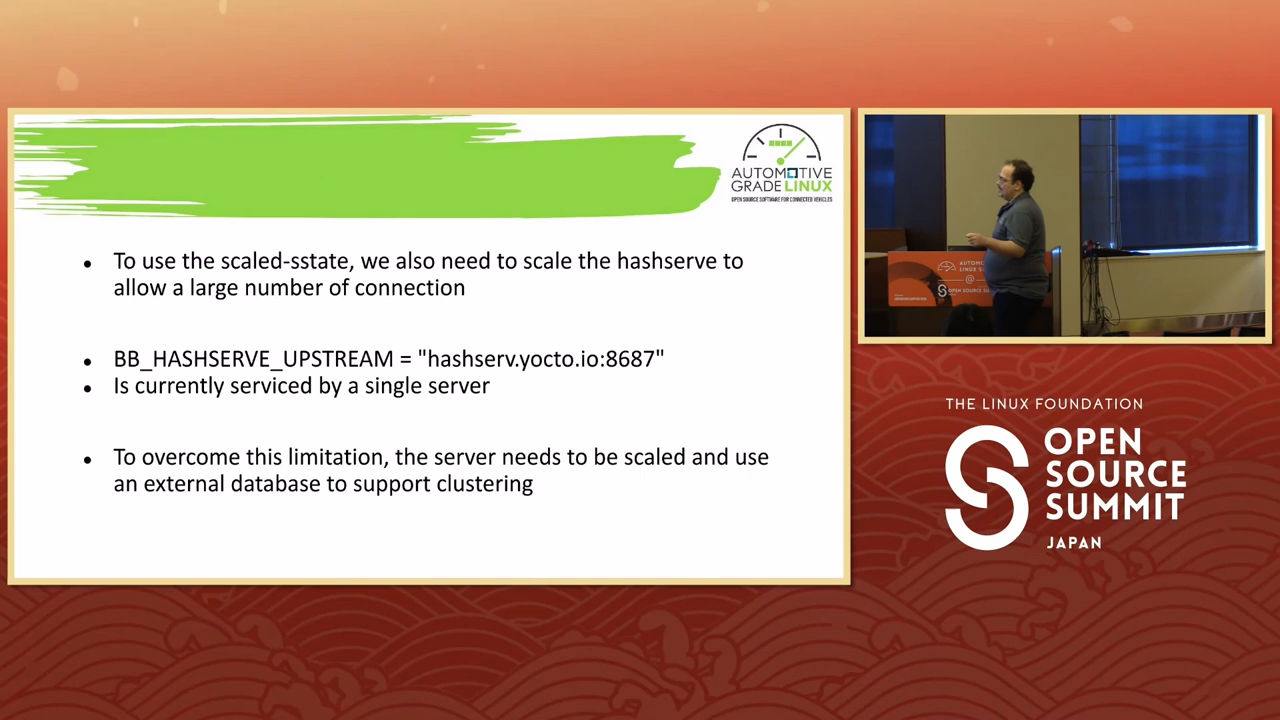 AUTOMOTIVE
GRADE LINUX
OPEN SOURCE SOFTWARE FOR CONNECTED VEHICLES
• To use the scaled-sstate, we also need to scale the hashserve to
allow a large number of connection
• BB_HASHSERVE_UPSTREAM = "hashserv.yocto.io:8687"
• Is currently serviced by a single server
• To overcome this limitation, the server needs to be scaled and use
an external database to support clustering
@
THE LINUX FOUNDATION
OPEN
SOURCE
SUMMIT
JAPAN